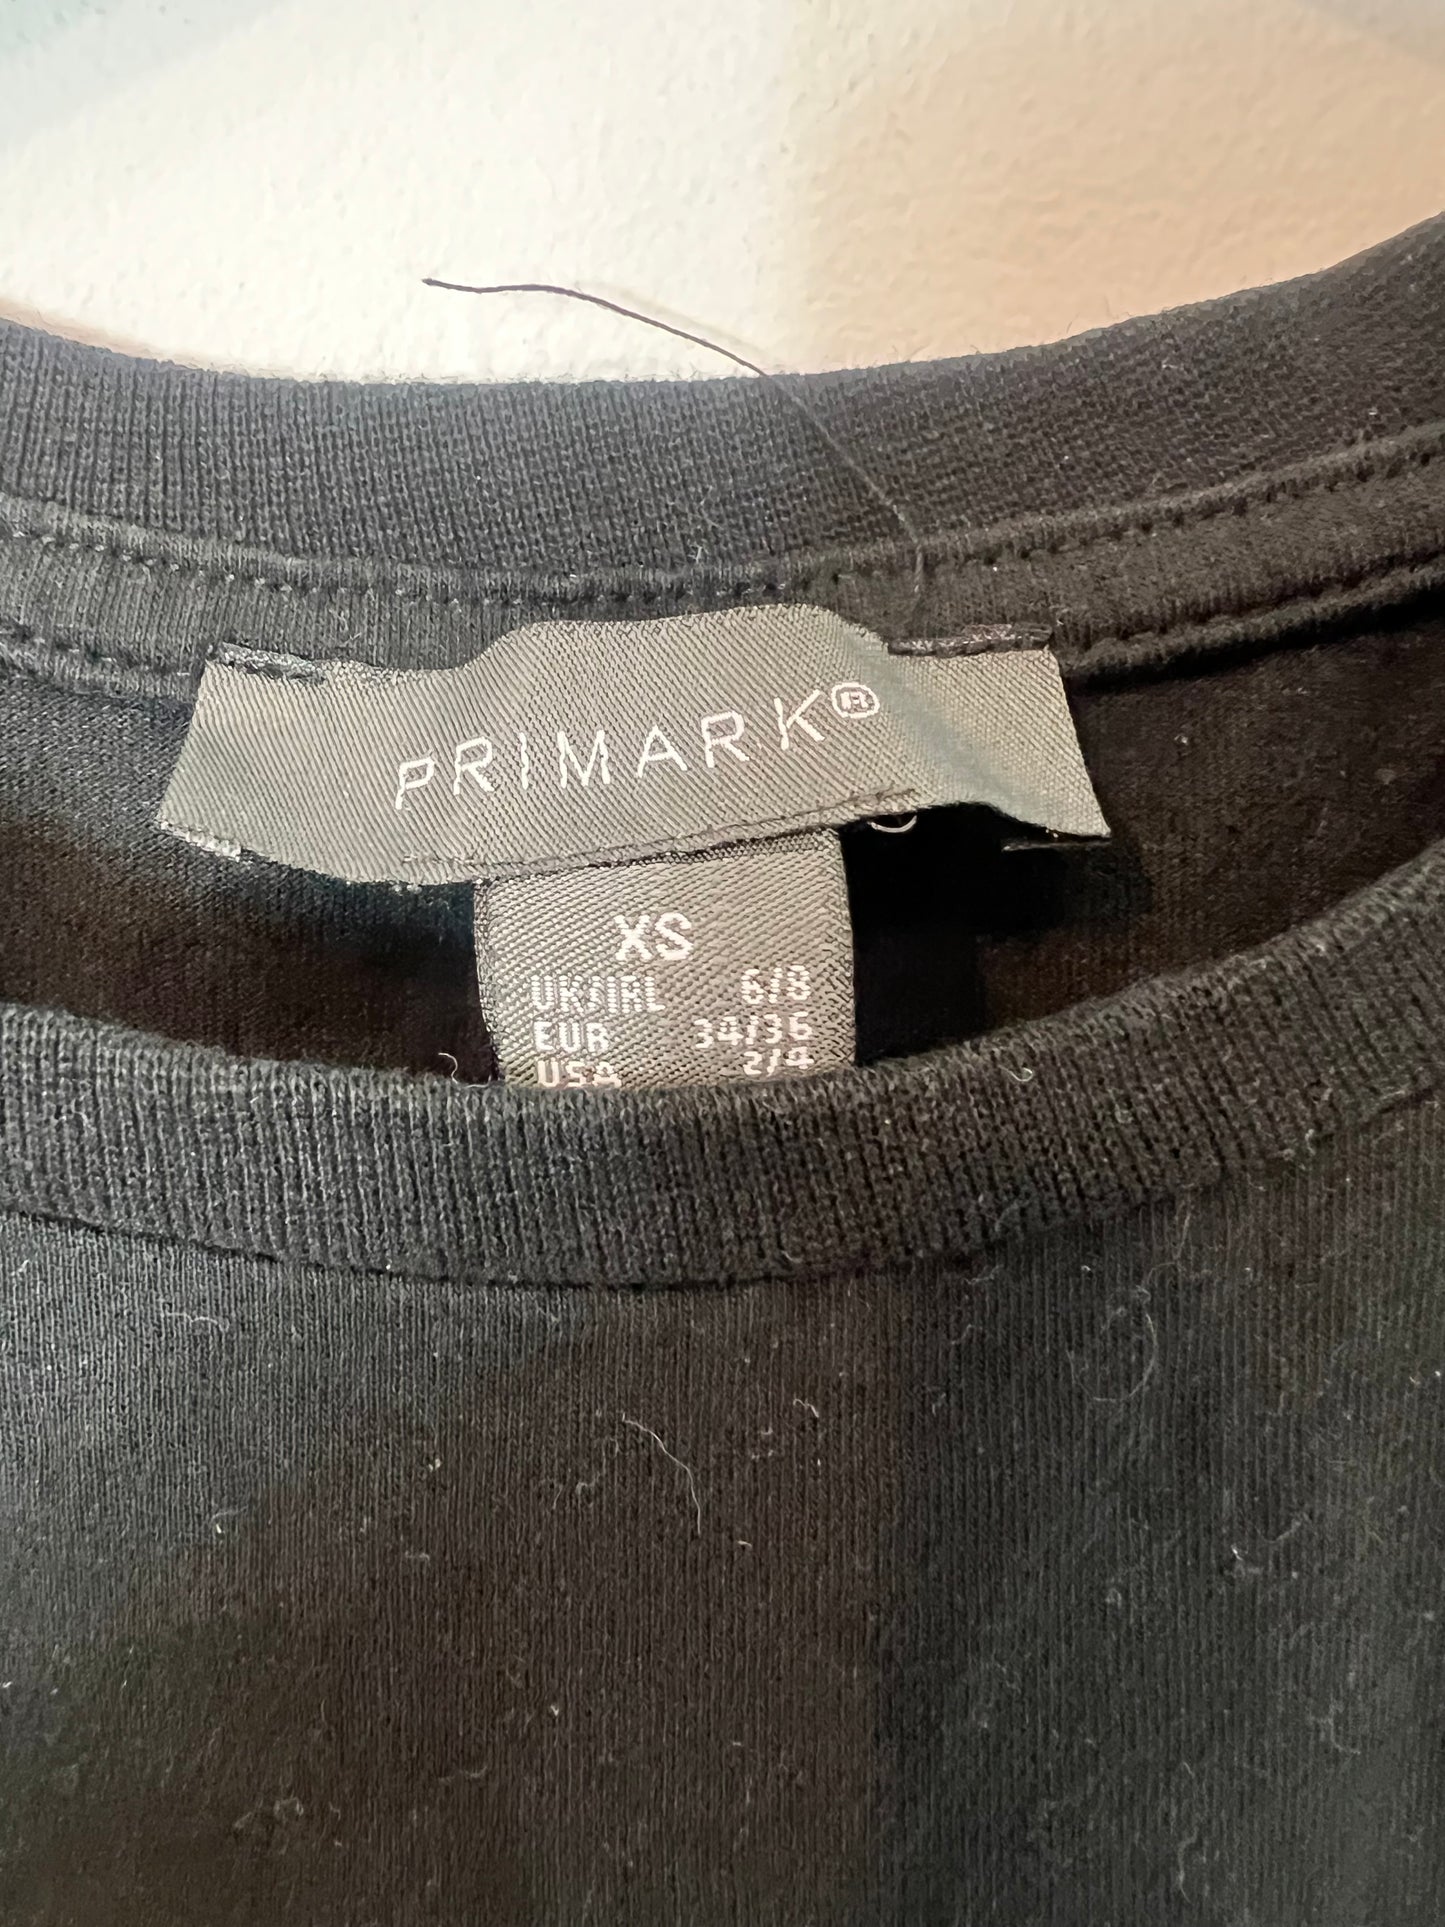 PRIMARK®
XS
UK/IRL 6/8
EUR 34/36
USA 2/4